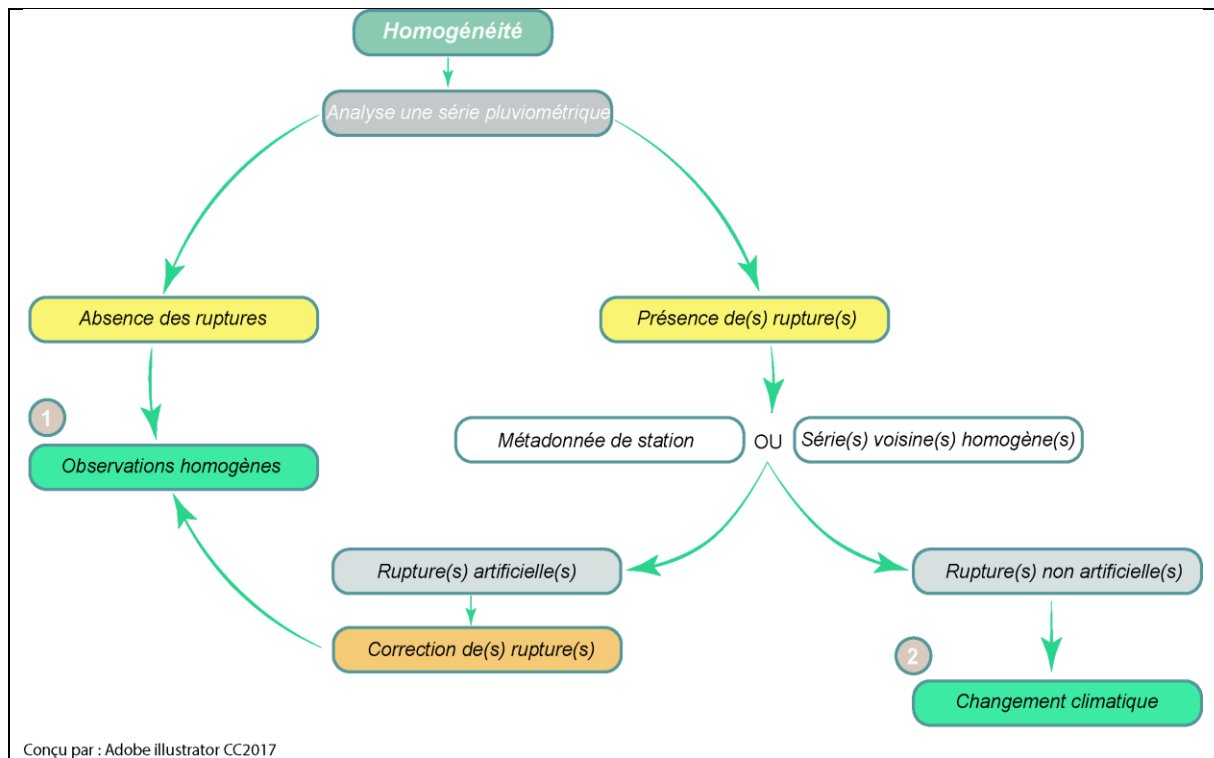 Homogénéité
Analyse une série pluviométrique
Absence des ruptures
Présence de(s) rupture(s)
1
Métadonnée de station
OU
Série(s) voisine(s) homogène(s)
Observations homogènes
Rupture(s) artificielle(s)
Rupture(s) non artificielle(s)
Correction de(s) rupture(s)
2
Changement climatique
Conçu par : Adobe illustrator CC2017